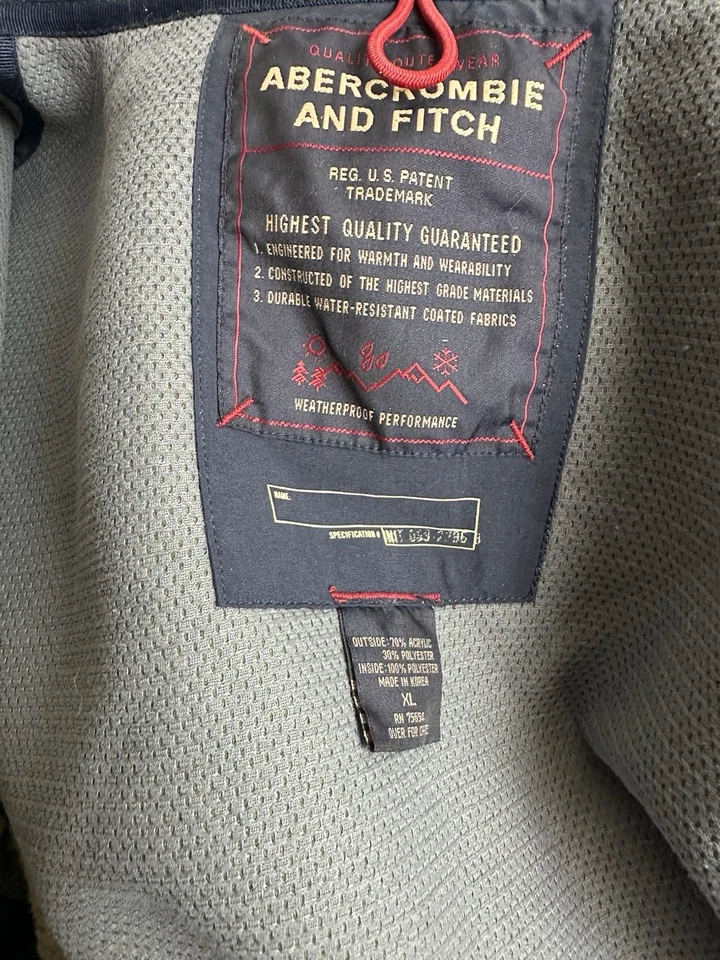 QUALITY OUTERWEAR
ABERCROMBIE
AND FITCH
REG. U.S. PATENT
TRADEMARK
HIGHEST QUALITY GUARANTEED
1. ENGINEERED FOR WARMTH AND WEARABILITY
2. CONSTRUCTED OF THE HIGHEST GRADE MATERIALS
3. DURABLE WATER-RESISTANT COATED FABRICS
WEATHERPROOF PERFORMANCE
NAME:
SPECIFICATION #
OUTSIDE: 70% ACRYLIC
30% POLYESTER
INSIDE: 100% POLYESTER
MADE IN KOREA
XL
RN 75654
OVER FOR